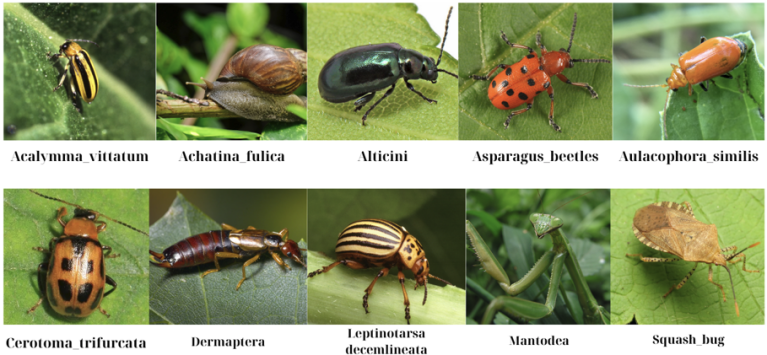 Acalymma_vittatum
Achatina_fulica
Alticini
Asparagus_beetles
Aulacophora_similis
Cerotoma_trifurcata
Dermaptera
Leptinotarsa
decemlineata
Mantodea
Squash_bug